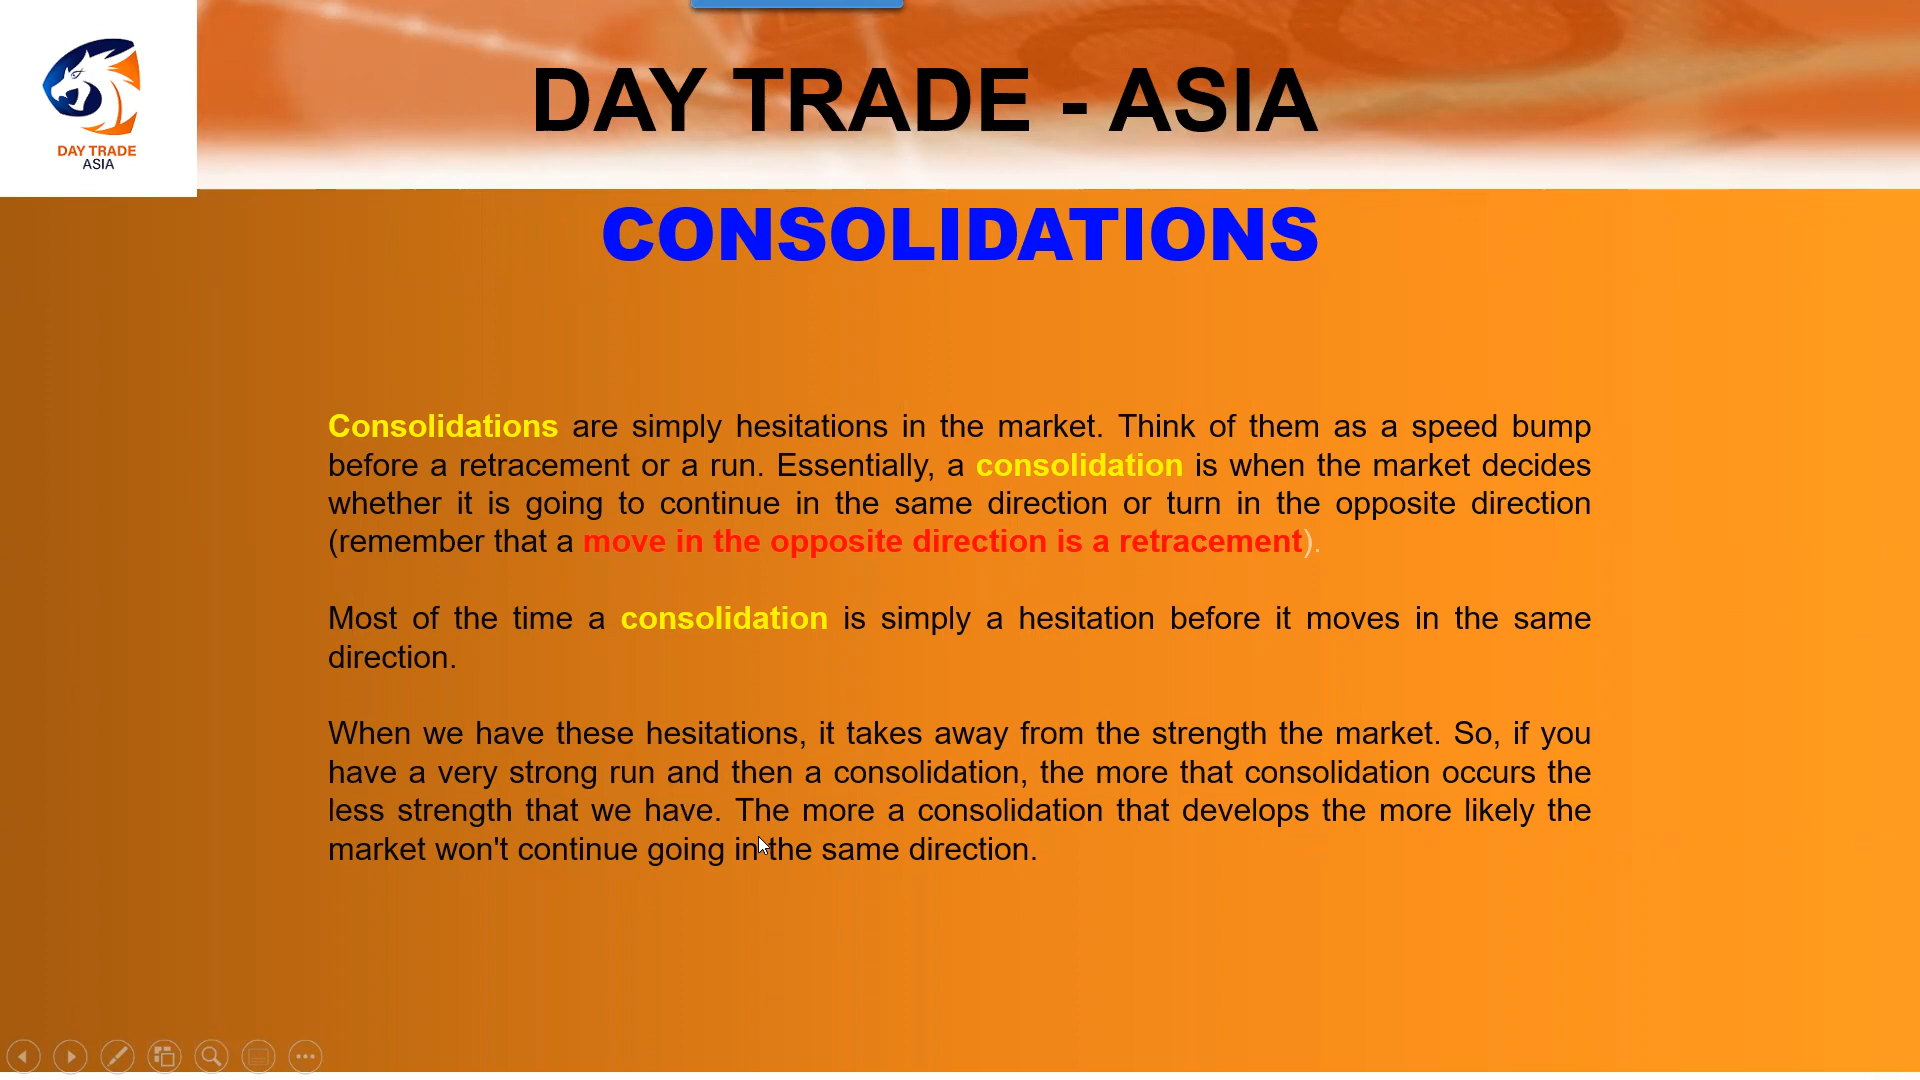 DAY TRADE
ASIA
DAY TRADE - ASIA
CONSOLIDATIONS
Consolidations are simply hesitations in the market. Think of them as a speed bump
before a retracement or a run. Essentially, a consolidation is when the market decides
whether it is going to continue in the same direction or turn in the opposite direction
(remember that a move in the opposite direction is a retracement).
Most of the time a consolidation is simply a hesitation before it moves in the same
direction.
When we have these hesitations, it takes away from the strength the market. So, if you
have a very strong run and then a consolidation, the more that consolidation occurs the
less strength that we have. The more a consolidation that develops the more likely the
market won't continue going in the same direction.